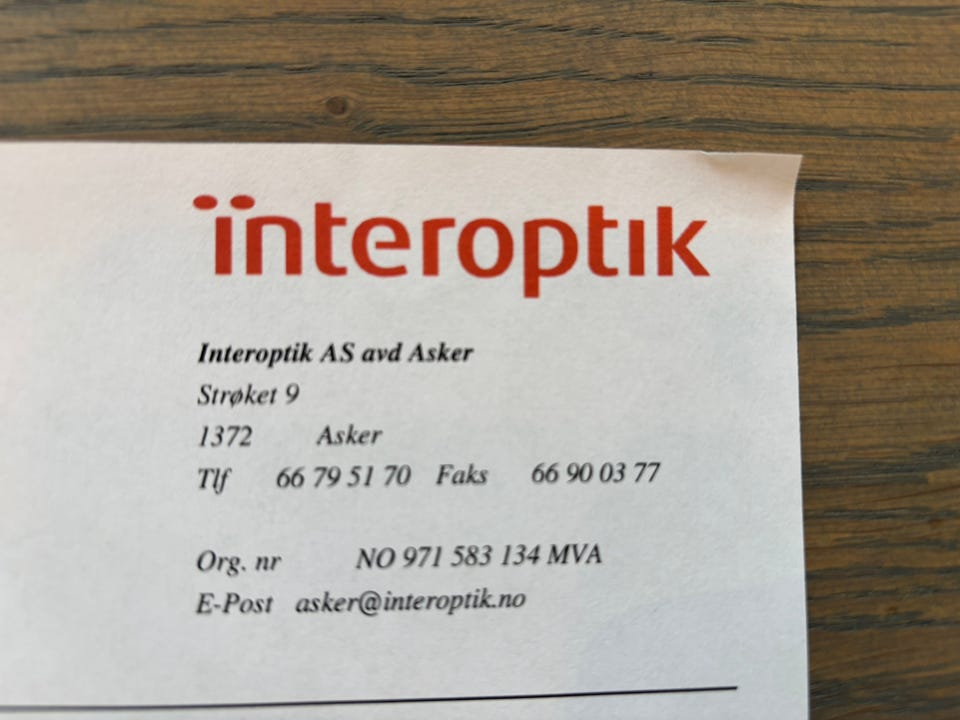 interoptik
Interoptik AS avd Asker
Strøket 9
1372 Asker
Tlf 66 79 51 70 Faks 66 90 03 77
Org. nr NO 971 583 134 MVA
E-Post asker@interoptik.no